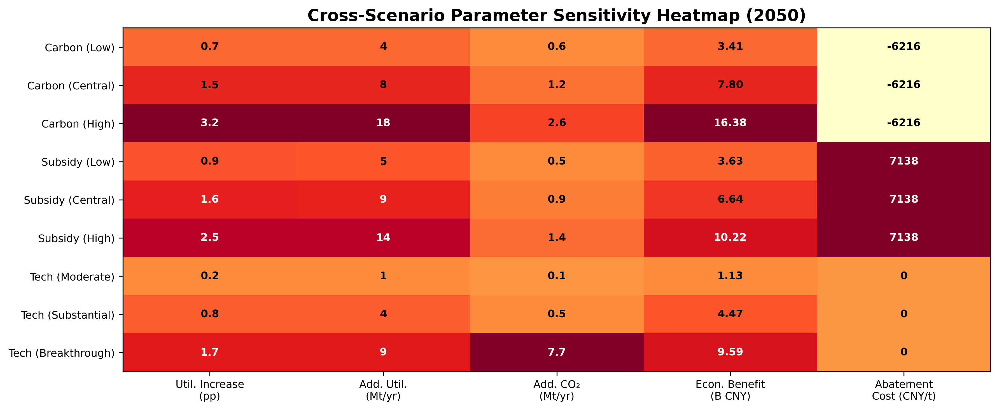 Cross-Scenario Parameter Sensitivity Heatmap (2050)
Carbon (Low) 0.7 4 0.6 3.41 -6216
Carbon (Central) 1.5 8 1.2 7.80 -6216
Carbon (High) 3.2 18 2.6 16.38 -6216
Subsidy (Low) 0.9 5 0.5 3.63 7138
Subsidy (Central) 1.6 9 0.9 6.64 7138
Subsidy (High) 2.5 14 1.4 10.22 7138
Tech (Moderate) 0.2 1 0.1 1.13 0
Tech (Substantial) 0.8 4 0.5 4.47 0
Tech (Breakthrough) 1.7 9 7.7 9.59 0
Util. Increase Add. Util. Add. CO₂ Econ. Benefit Abatement
(pp) (Mt/yr) (Mt/yr) (B CNY) Cost (CNY/t)